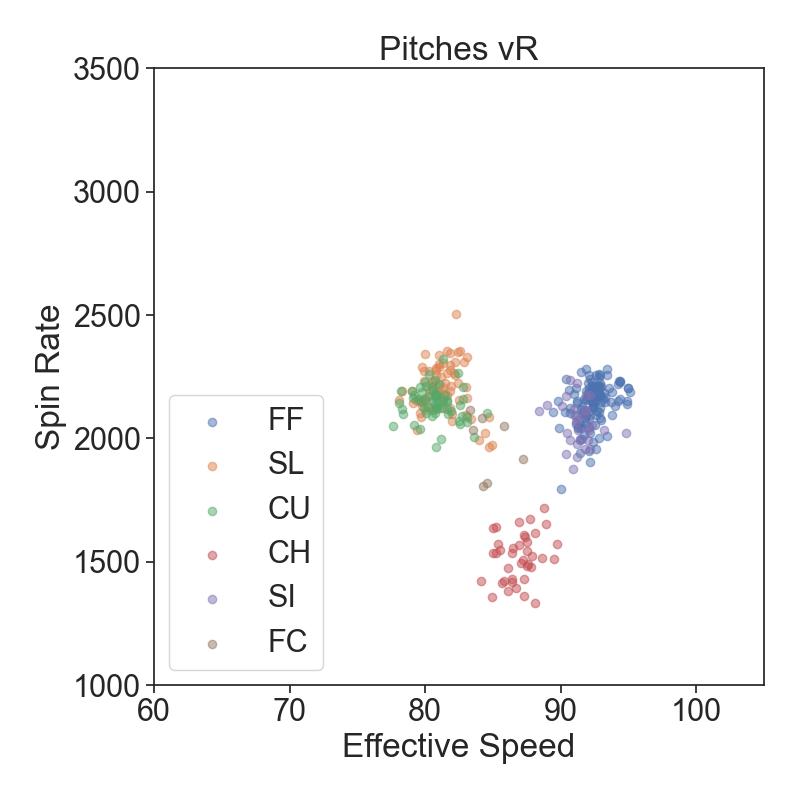 Pitches vR
3500
3000
2500
2000
1500
1000
Spin Rate
FF
SL
CU
CH
SI
FC
60 70 80 90 100
Effective Speed